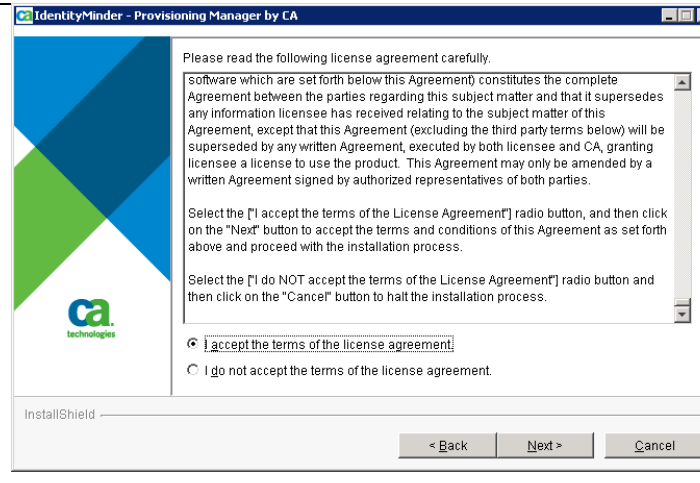 ca IdentityMinder - Provisioning Manager by CA
Please read the following license agreement carefully.
software which are set forth below this Agreement) constitutes the complete
Agreement between the parties regarding this subject matter and that it supersedes
any information licensee has received relating to the subject matter of this
Agreement, except that this Agreement (excluding the third party terms below) will be
superseded by any written Agreement, executed by both licensee and CA, granting
licensee a license to use the product. This Agreement may only be amended by a
written Agreement signed by authorized representatives of both parties.
Select the ["I accept the terms of the License Agreement"] radio button, and then click
on the "Next" button to accept the terms and conditions of this Agreement as set forth
above and proceed with the installation process.
Select the ["I do NOT accept the terms of the License Agreement"] radio button and
then click on the "Cancel" button to halt the installation process.
ca.
technologies
I accept the terms of the license agreement.
I do not accept the terms of the license agreement.
InstallShield
< Back
Next >
Cancel